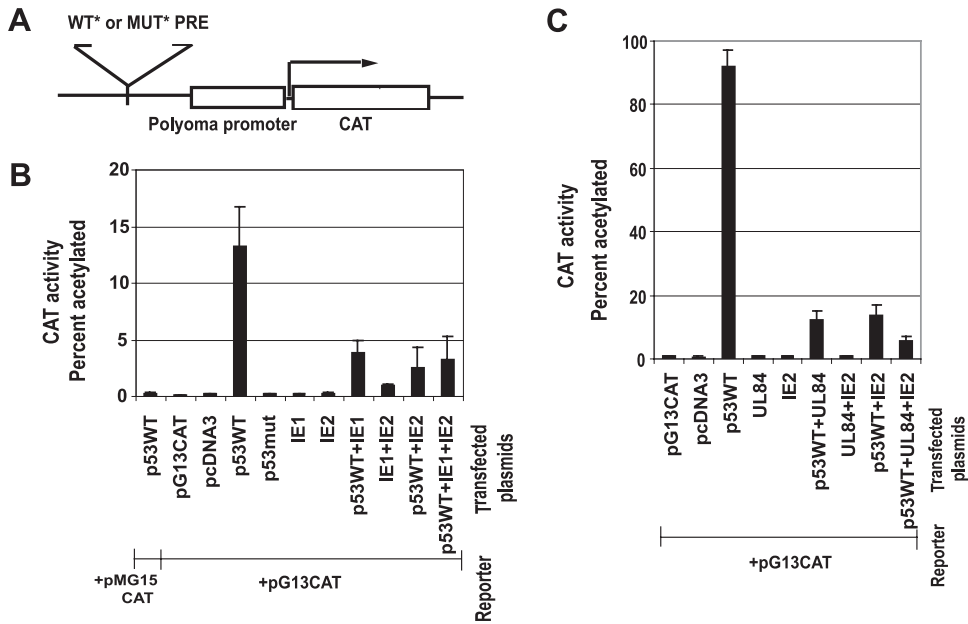 A
WT* or MUT* PRE
Polyoma promoter
CAT
B
CAT activity
Percent acetylated
20
15
10
5
0
p53WT
pG13CAT
pcDNA3
p53WT
p53mut
IE1
IE2
p53WT+IE1
IE1+IE2
p53WT+IE2
p53WT+IE1+IE2
Transfected
plasmids
+pMG15
CAT
+pG13CAT
Reporter
C
CAT activity
Percent acetylated
100
80
60
40
20
0
pG13CAT
pcDNA3
p53WT
UL84
IE2
p53WT+UL84
UL84+IE2
p53WT+IE2
p53WT+UL84+IE2
Transfected
plasmids
+pG13CAT
Reporter